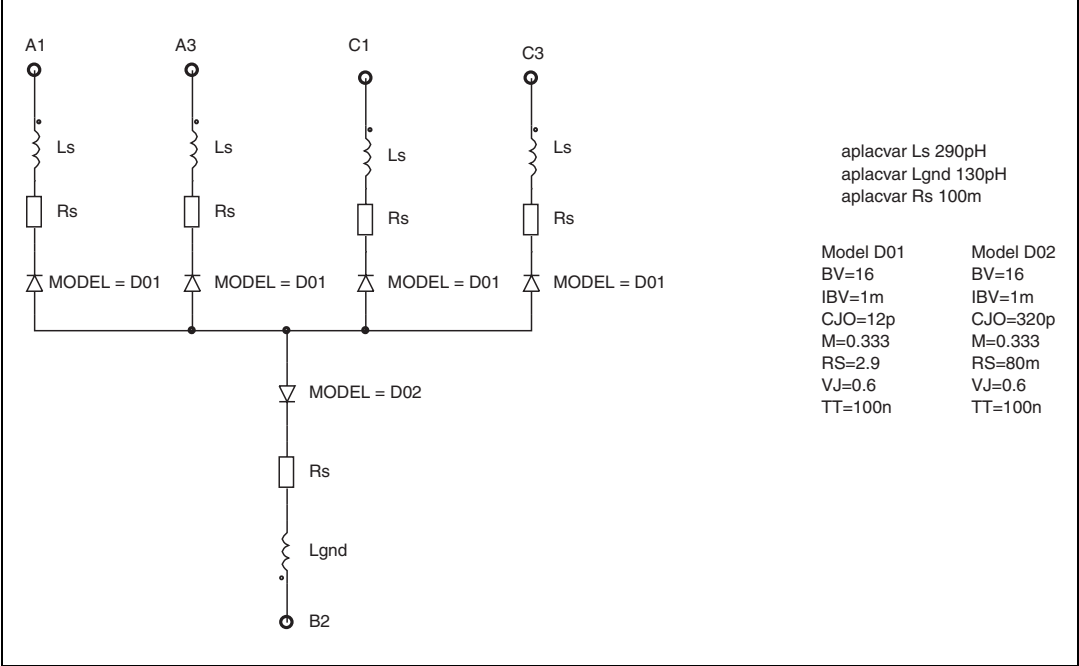 A1 A3 C1 C3
Ls Ls Ls Ls
Rs Rs Rs Rs
MODEL = D01 MODEL = D01 MODEL = D01 MODEL = D01
MODEL = D02
Rs
Lgnd
B2
aplacvar Ls 290pH
aplacvar Lgnd 130pH
aplacvar Rs 100m
Model D01
BV=16
IBV=1m
CJO=12p
M=0.333
RS=2.9
VJ=0.6
TT=100n
Model D02
BV=16
IBV=1m
CJO=320p
M=0.333
RS=80m
VJ=0.6
TT=100n